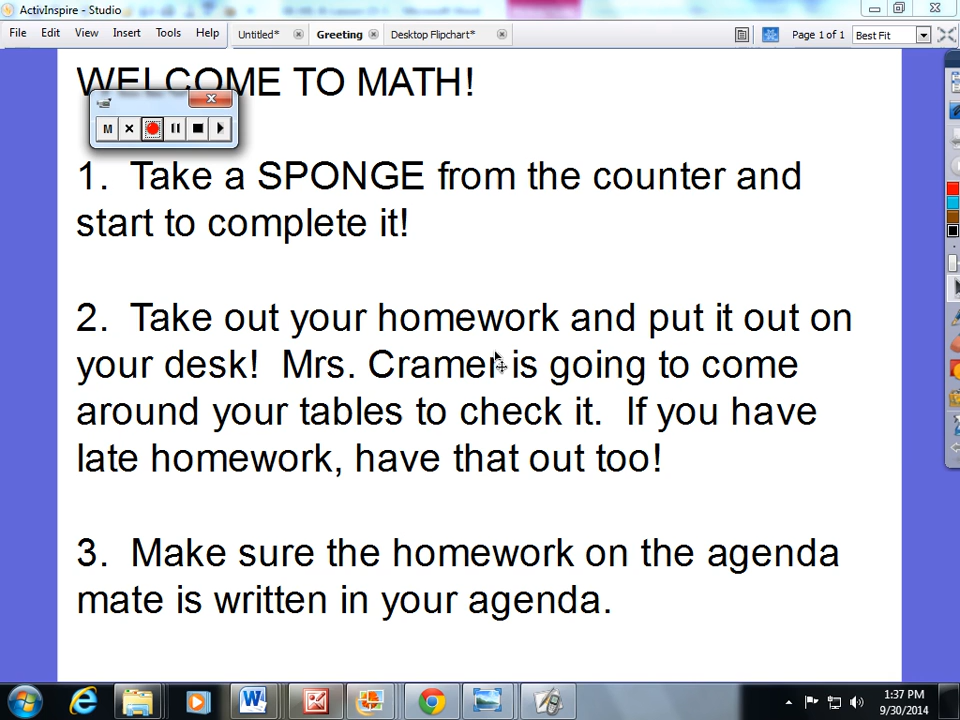 ActivInspire - Studio
File Edit View Insert Tools Help Untitled* Greeting Desktop Flipchart* Page 1 of 1 Best Fit
WELCOME TO MATH!
M
1. Take a SPONGE from the counter and
start to complete it!
2. Take out your homework and put it out on
your desk! Mrs. Cramer is going to come
around your tables to check it. If you have
late homework, have that out too!
3. Make sure the homework on the agenda
mate is written in your agenda.
1:37 PM
9/30/2014